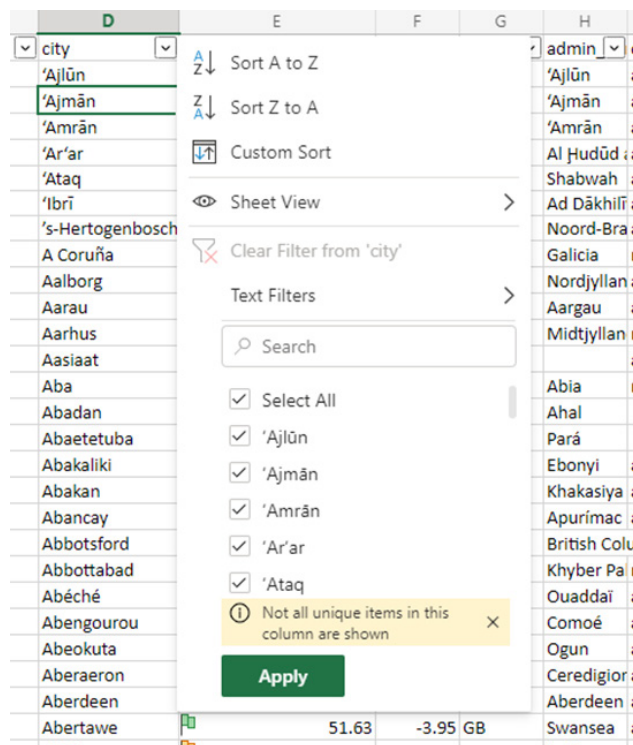 D E F G H
city admin_
‘Ajlūn Sort A to Z ‘Ajlūn
‘Ajmān ‘Ajmān
‘Amrān Sort Z to A ‘Amrān
‘Ar‘ar Custom Sort Al Ḩudūd
‘Ataq Shabwah
‘Ibrī Sheet View Ad Dākhilī
’s-Hertogenbosch Noord-Bra
A Coruña Clear Filter from 'city' Galicia
Aalborg Nordjyllan
Aarau Text Filters Aargau
Aarhus Midtjyllan
Aasiaat Search
Aba Abia
Abadan Select All Ahal
Abaetetuba ‘Ajlūn Pará
Abakaliki Ebonyi
Abakan ‘Ajmān Khakasiya
Abancay ‘Amrān Apurímac
Abbotsford ‘Ar‘ar British Colu
Abbottabad Khyber Pa
Abéché ‘Ataq Ouaddaï
Abengourou Not all unique items in this Comoé
Abeokuta column are shown Ogun
Aberaeron Apply Ceredigion
Aberdeen Aberdeen
Abertawe 51.63 -3.95 GB Swansea